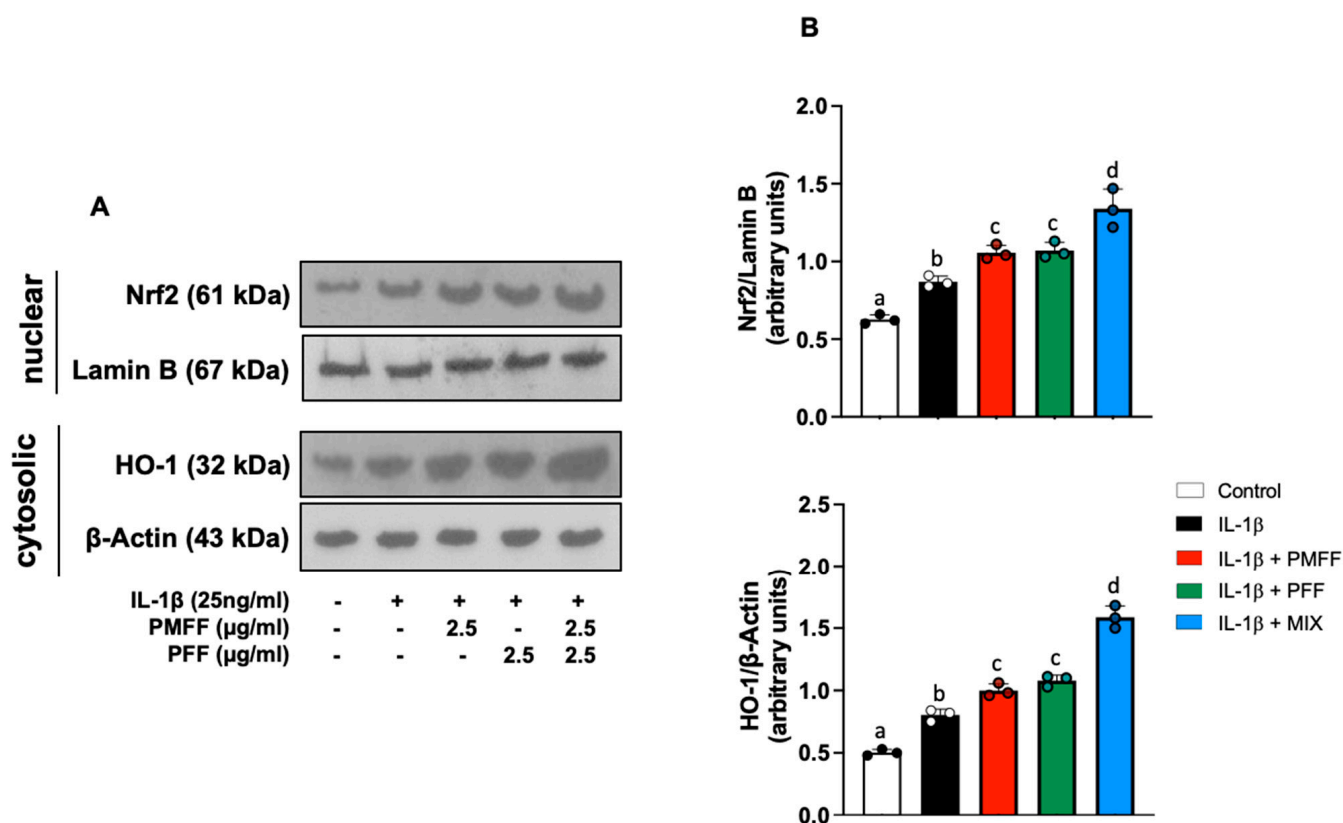 A
nuclear
Nrf2 (61 kDa)
Lamin B (67 kDa)
cytosolic
HO-1 (32 kDa)
β-Actin (43 kDa)
IL-1β (25ng/ml) - + + + +
PMFF (μg/ml) - - 2.5 - 2.5
PFF (μg/ml) - - - 2.5 2.5
B
Nrf2/Lamin B
(arbitrary units)
2.0
1.5
1.0
0.5
0.0
a b c c d
HO-1/β-Actin
(arbitrary units)
2.5
2.0
1.5
1.0
0.5
0.0
a b c c d
Control
IL-1β
IL-1β + PMFF
IL-1β + PFF
IL-1β + MIX